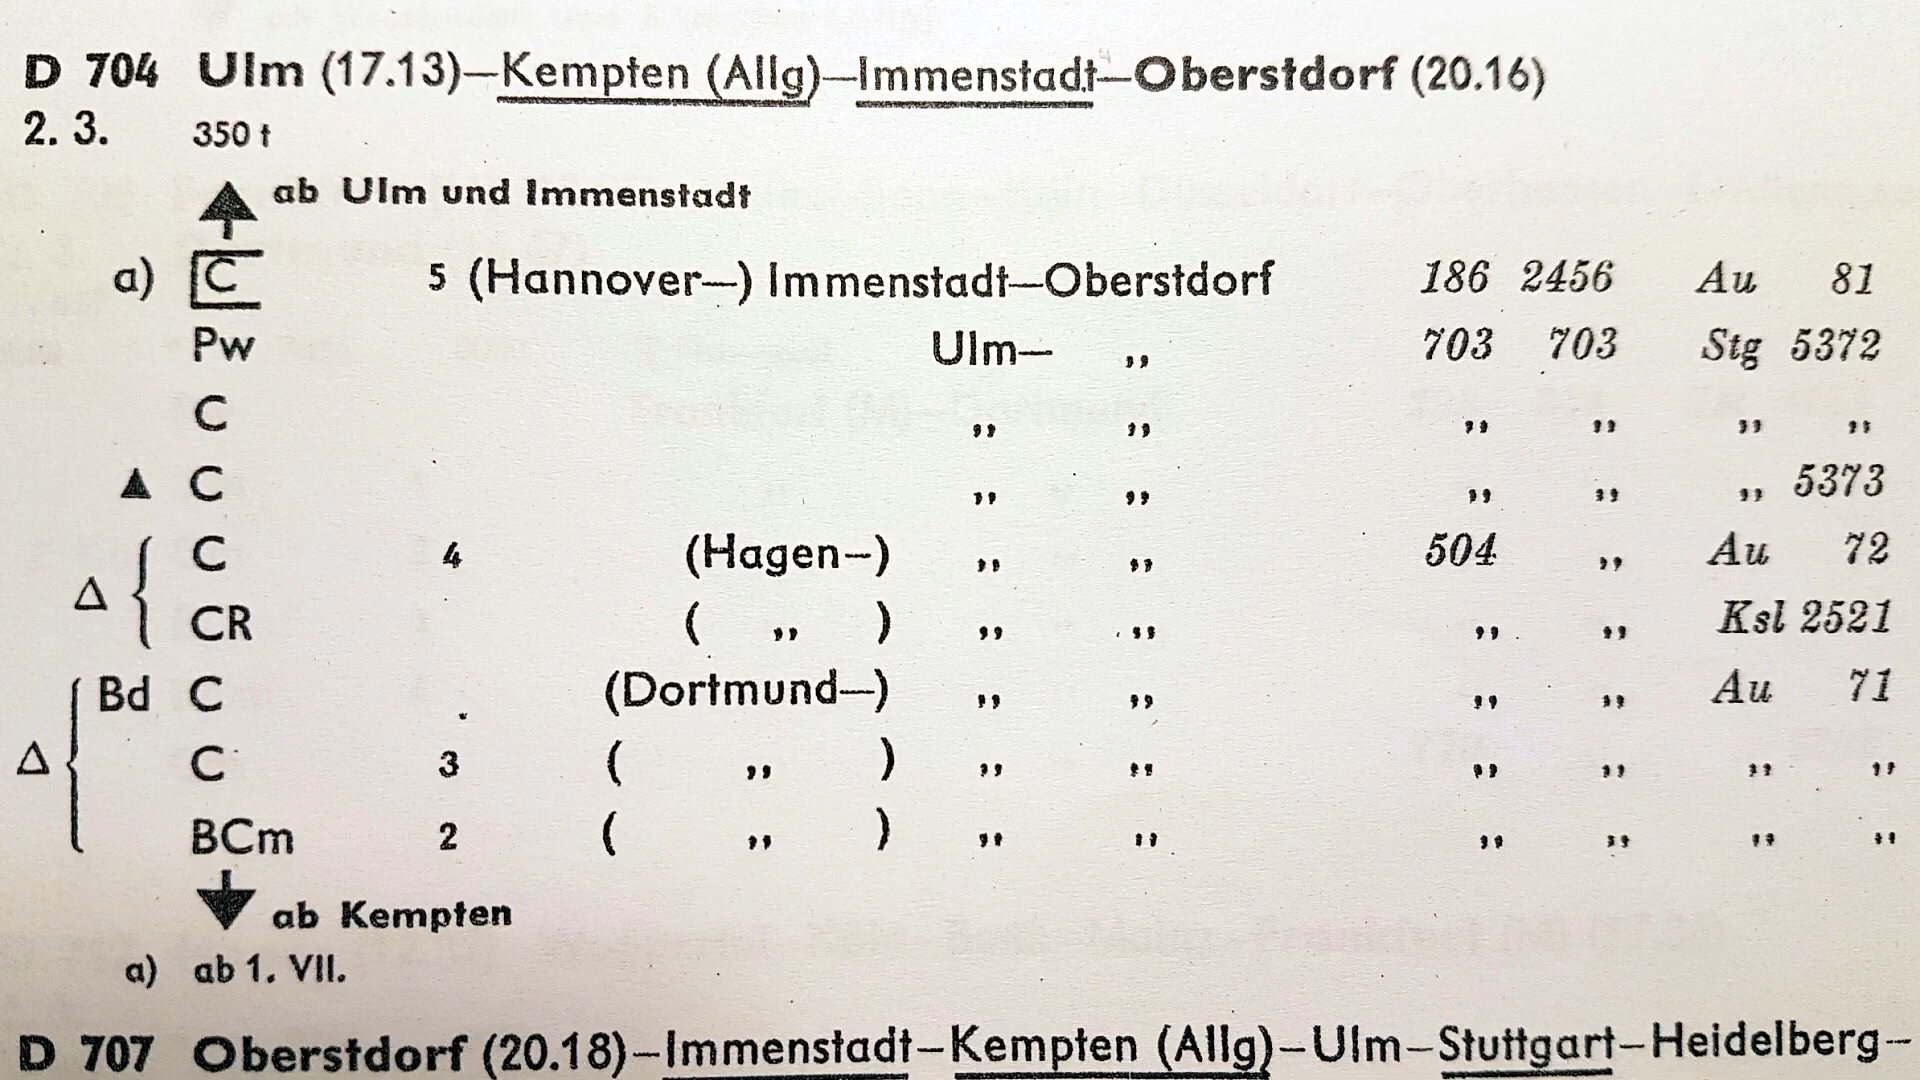 D 704 Ulm (17.13)—Kempten (Allg)—Immenstadt—Oberstdorf (20.16)
2. 3. 350 t
ab Ulm und Immenstadt
a) C 5 (Hannover—) Immenstadt—Oberstdorf 186 2456 Au 81
Pw Ulm— „ 703 703 Stg 5372
C „ „ „ „ „ „
▲ C „ „ „ „ „ 5373
C 4 (Hagen—) „ „ 504 „ Au 72
Δ
CR ( „ ) „ „ „ „ Ksl 2521
Bd C (Dortmund—) „ „ „ „ Au 71
Δ C 3 ( „ ) „ „ „ „ „ „
BCm 2 ( „ ) „ „ „ „ „ „
ab Kempten
a) ab 1. VII.
D 707 Oberstdorf (20.18)—Immenstadt—Kempten (Allg)—Ulm—Stuttgart—Heidelberg—